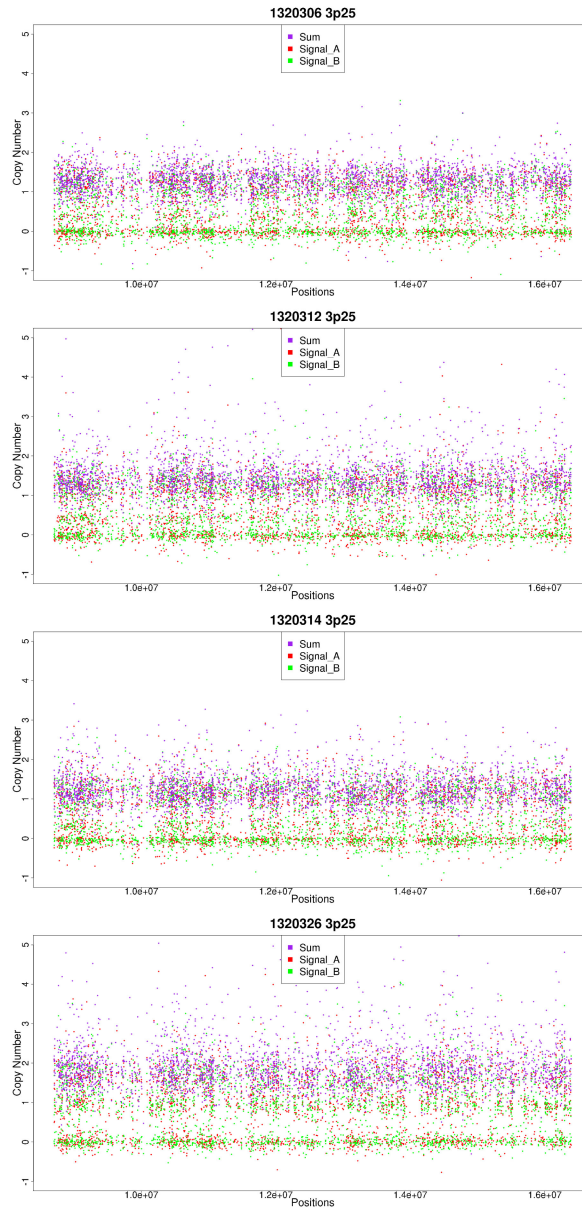 1320306 3p25
Sum
Signal_A
Signal_B
Copy Number
5
4
3
2
1
0
-1
1.0e+07
1.2e+07
1.4e+07
1.6e+07
Positions
1320312 3p25
Sum
Signal_A
Signal_B
Copy Number
5
4
3
2
1
0
-1
1.0e+07
1.2e+07
1.4e+07
1.6e+07
Positions
1320314 3p25
Sum
Signal_A
Signal_B
Copy Number
5
4
3
2
1
0
-1
1.0e+07
1.2e+07
1.4e+07
1.6e+07
Positions
1320326 3p25
Sum
Signal_A
Signal_B
Copy Number
5
4
3
2
1
0
-1
1.0e+07
1.2e+07
1.4e+07
1.6e+07
Positions